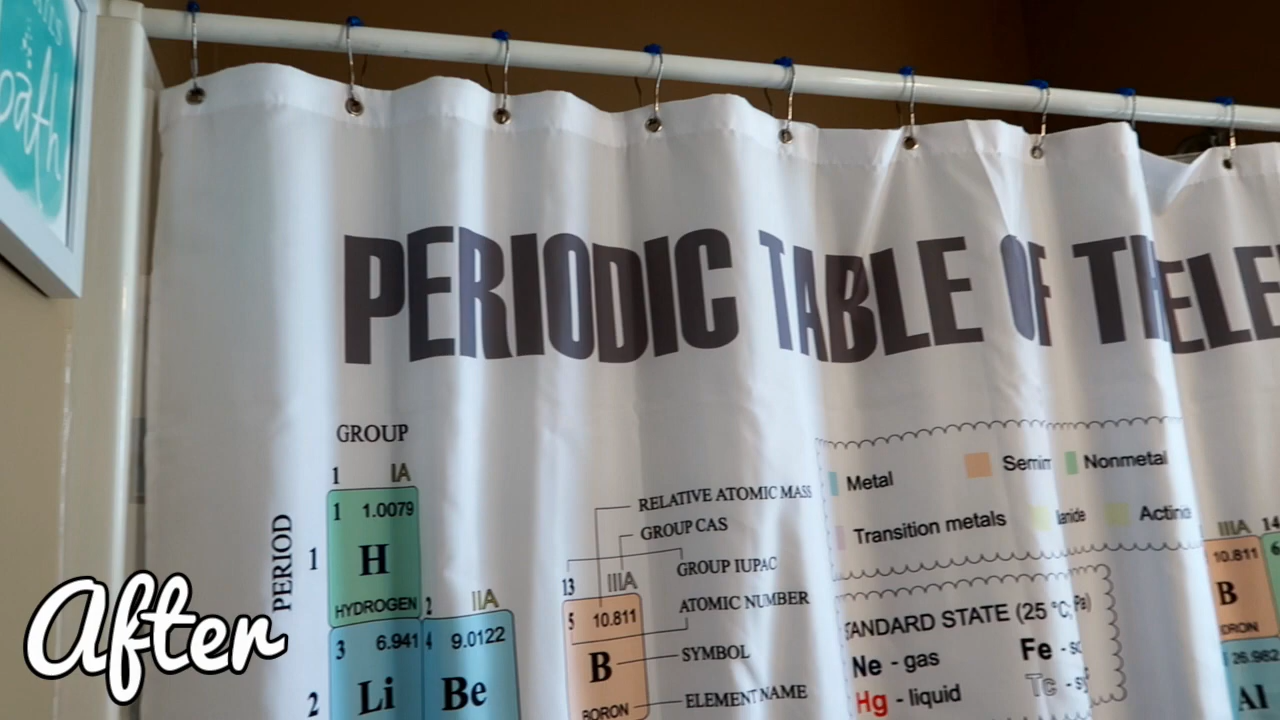 PERIODIC TABLE OF TH ELE
GROUP
1 IA
1 1.0079
H
HYDROGEN
PERIOD
1
2 IIA
3 6.941
Li
4 9.0122
Be
2
RELATIVE ATOMIC MASS
GROUP CAS
GROUP IUPAC
13 IIIA
5 10.811
B
BORON
ATOMIC NUMBER
SYMBOL
ELEMENT NAME
Metal
Nonmetal
Transition metals
STANDARD STATE (25 °C;
Ne - gas
Fe -
Hg - liquid
Tc -
IIIA 14
10.811
B
26.982
Al
After